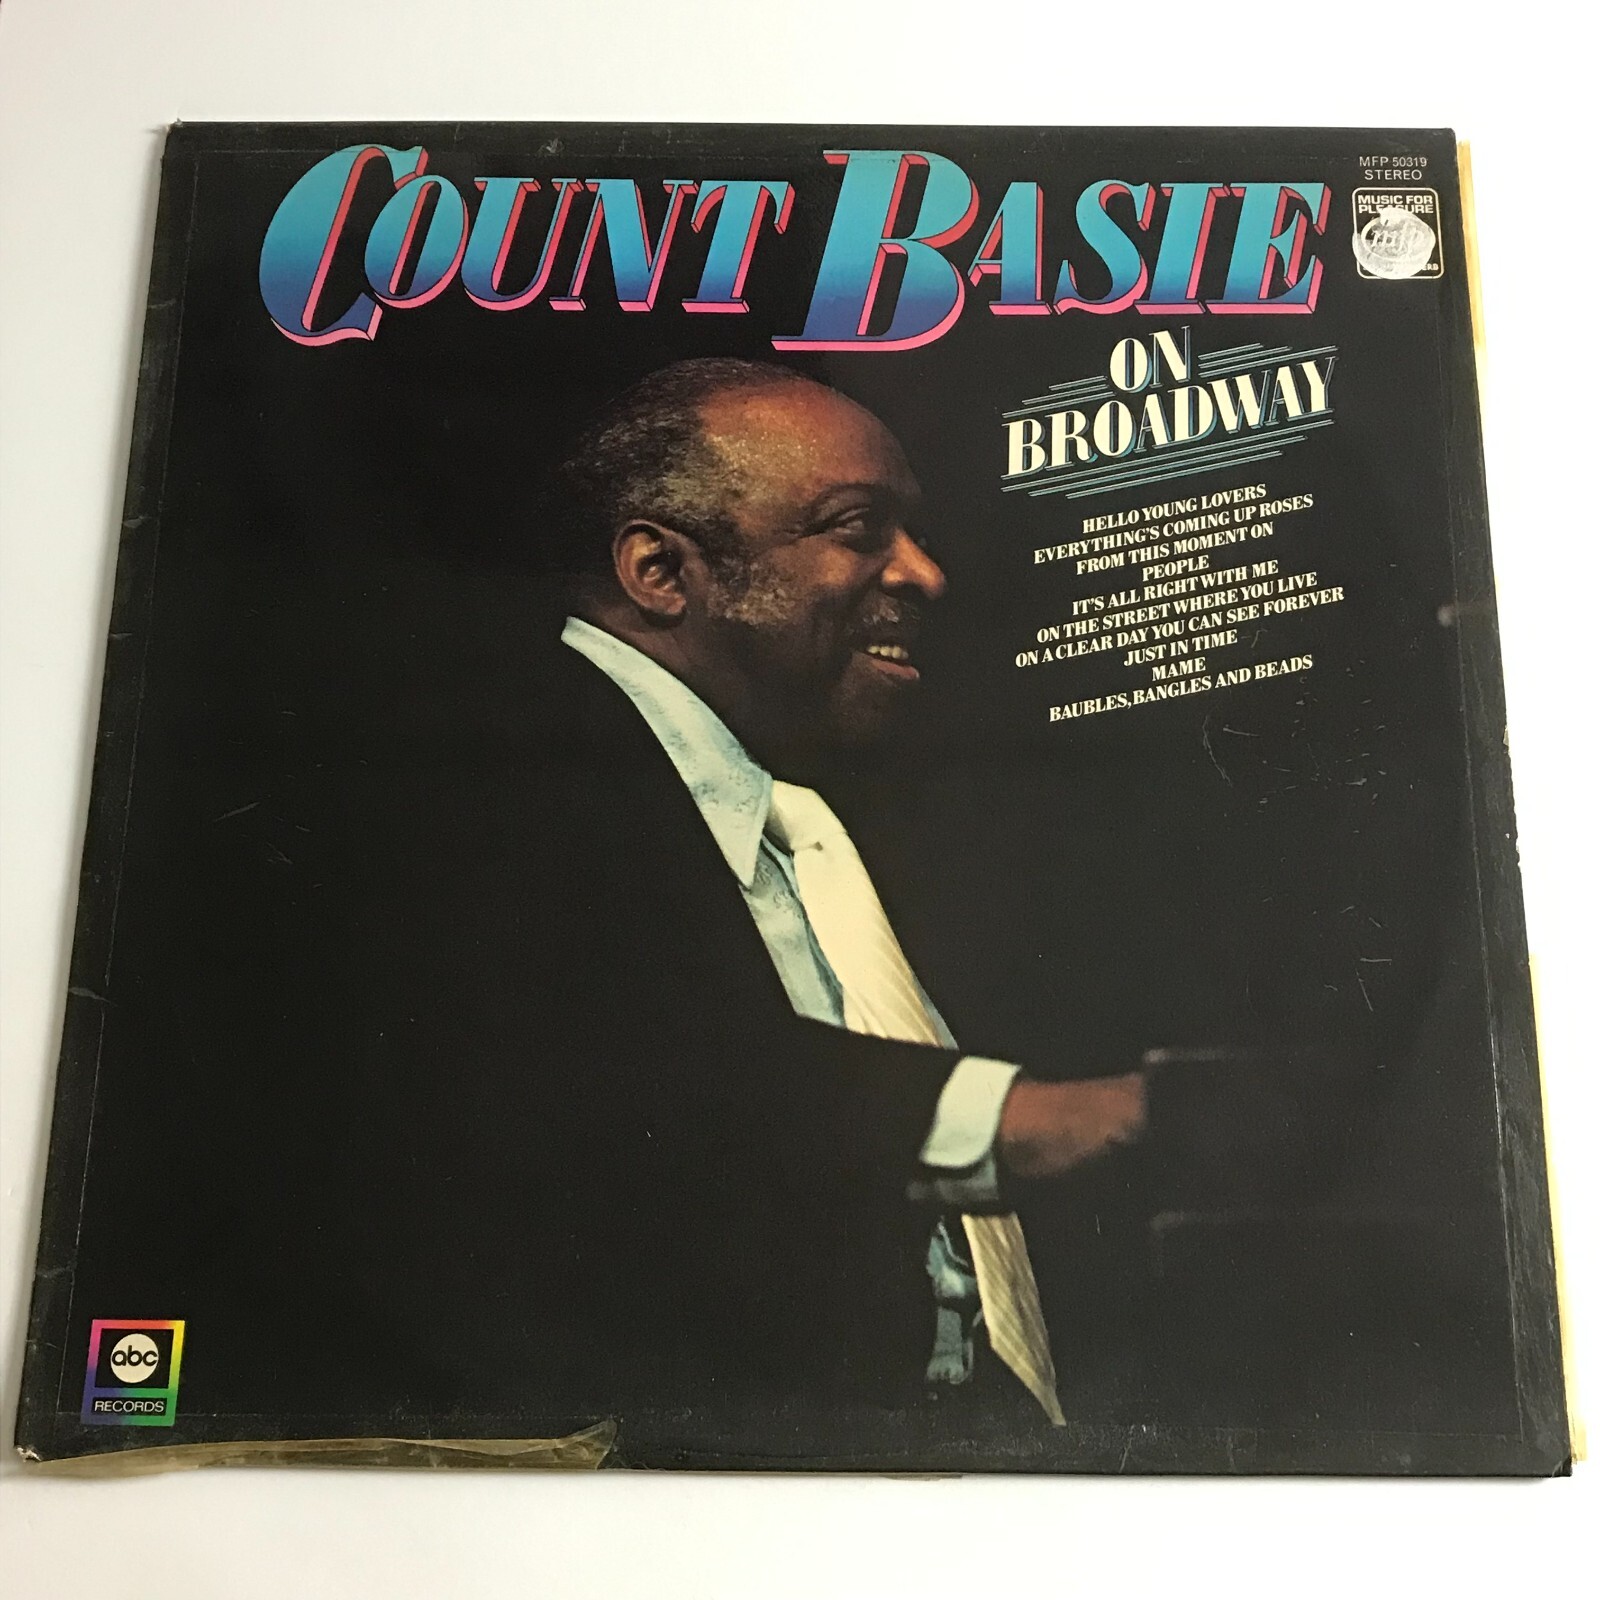 COUNT BASIE
MFP 50319
STEREO
MUSIC FOR
PLEASURE
mfp
ON
BROADWAY
HELLO YOUNG LOVERS
EVERYTHING'S COMING UP ROSES
FROM THIS MOMENT ON
PEOPLE
IT'S ALL RIGHT WITH ME
ON THE STREET WHERE YOU LIVE
ON A CLEAR DAY YOU CAN SEE FOREVER
JUST IN TIME
MAME
BAUBLES, BANGLES AND BEADS
abc
RECORDS